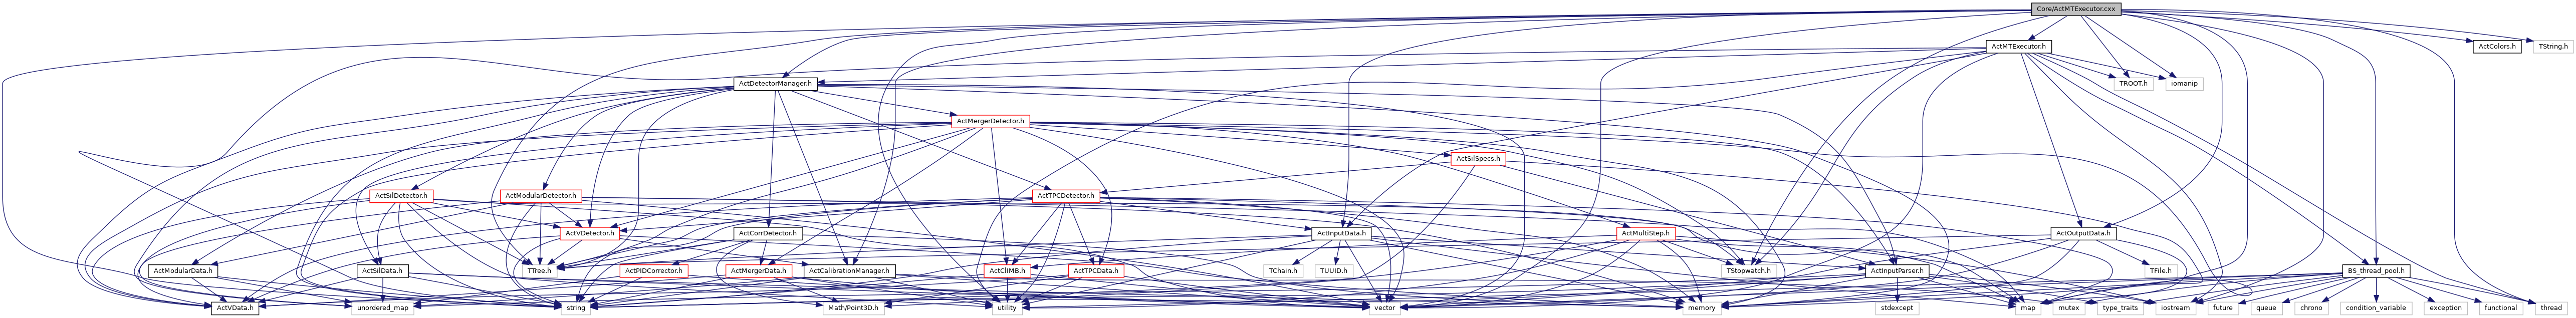 Core/ActMTExecutor.cxx
ActMTExecutor.h
ActColors.h
TString.h
ActDetectorManager.h
TROOT.h
iomanip
ActMergerDetector.h
ActSilSpecs.h
ActSilDetector.h
ActModularDetector.h
ActTPCDetector.h
ActVDetector.h
ActCorrDetector.h
ActInputData.h
ActMultiStep.h
ActOutputData.h
ActModularData.h
ActSilData.h
TTree.h
ActPIDCorrector.h
ActMergerData.h
ActCalibrationManager.h
ActClIMB.h
ActTPCData.h
TChain.h
TUUID.h
TStopwatch.h
ActInputParser.h
TFile.h
BS_thread_pool.h
ActVData.h
unordered_map
string
Math/Point3D.h
utility
vector
memory
stdexcept
map
mutex
type_traits
iostream
future
queue
chrono
condition_variable
exception
functional
thread